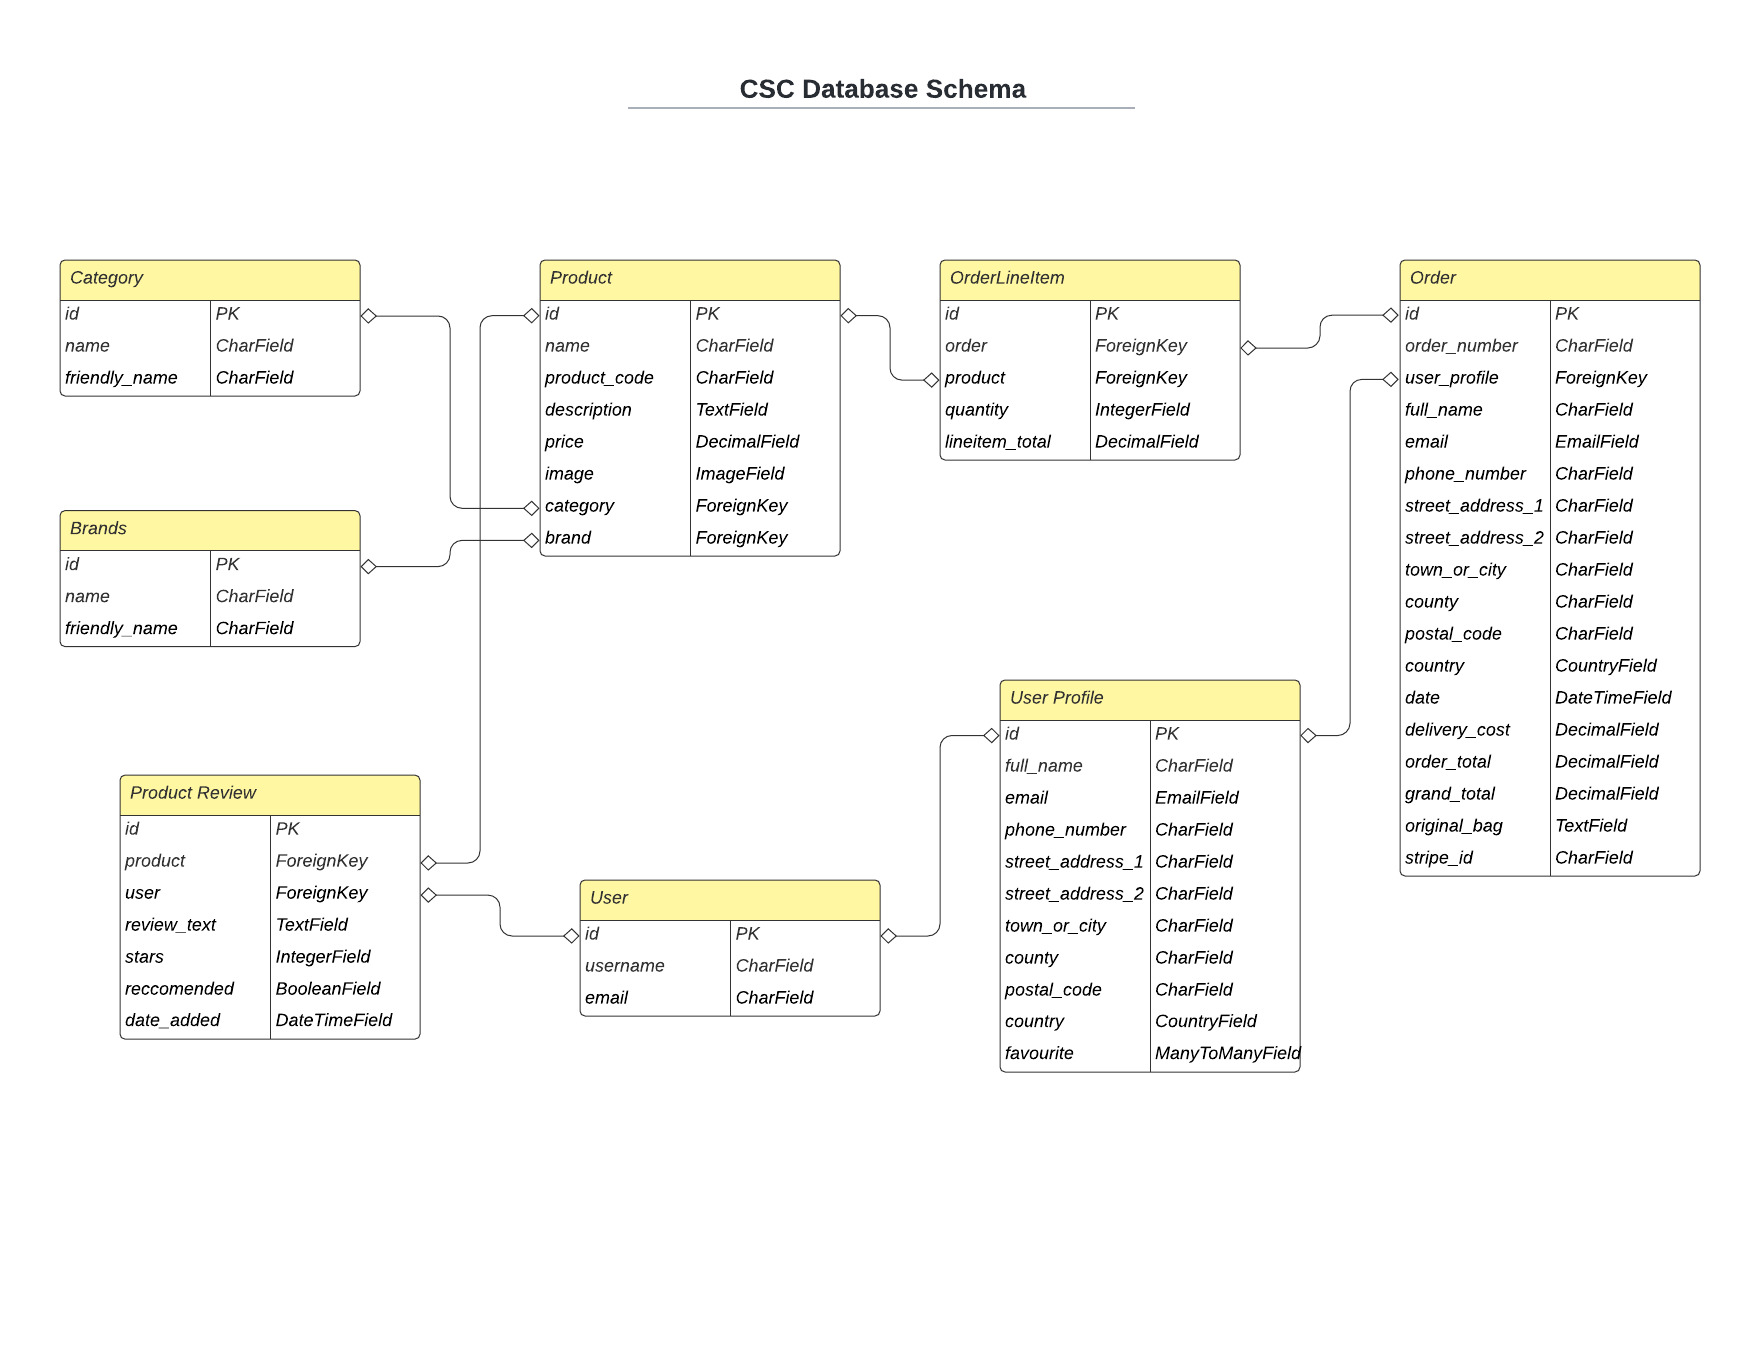 CSC Database Schema
Category
id PK
name CharField
friendly_name CharField
Product
id PK
name CharField
product_code CharField
description TextField
price DecimalField
image ImageField
category ForeignKey
brand ForeignKey
OrderLineItem
id PK
order ForeignKey
product ForeignKey
quantity IntegerField
lineitem_total DecimalField
Order
id PK
order_number CharField
user_profile ForeignKey
full_name CharField
email EmailField
phone_number CharField
street_address_1 CharField
street_address_2 CharField
town_or_city CharField
county CharField
postal_code CharField
country CountryField
date DateTimeField
delivery_cost DecimalField
order_total DecimalField
grand_total DecimalField
original_bag TextField
stripe_id CharField
Brands
id PK
name CharField
friendly_name CharField
User Profile
id PK
full_name CharField
email EmailField
phone_number CharField
street_address_1 CharField
street_address_2 CharField
town_or_city CharField
county CharField
postal_code CharField
country CountryField
favourite ManyToManyField
Product Review
id PK
product ForeignKey
user ForeignKey
review_text TextField
stars IntegerField
reccomended BooleanField
date_added DateTimeField
User
id PK
username CharField
email CharField